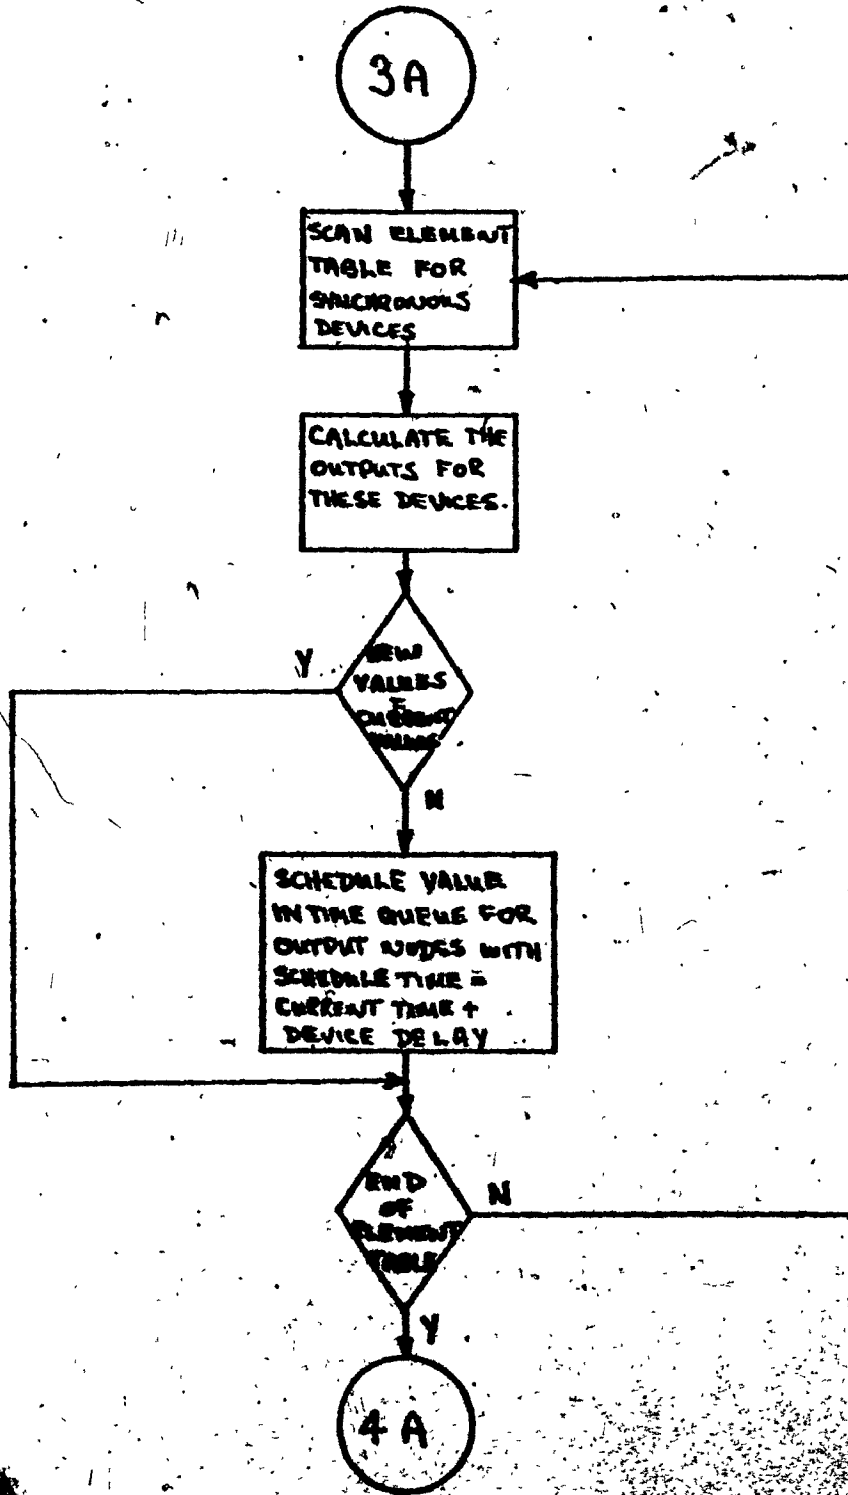 3A
SCAN ELEMENT
TABLE FOR
SYNCHRONOUS
DEVICES
CALCULATE THE
OUTPUTS FOR
THESE DEVICES.
Y
NEW
VALUES
=
CURRENT
VALUES
N
SCHEDULE VALUE
IN TIME QUEUE FOR
OUTPUT NODES WITH
SCHEDULE TIME =
CURRENT TIME +
DEVICE DELAY
END
OF
ELEMENT
TABLE
N
Y
4A